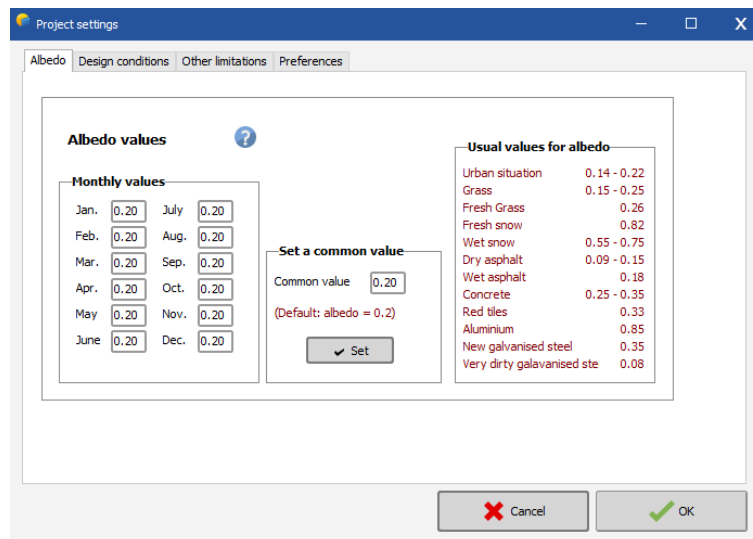 Project settings
Albedo Design conditions Other limitations Preferences
Albedo values
?
Monthly values
Jan. 0.20 July 0.20
Feb. 0.20 Aug. 0.20
Mar. 0.20 Sep. 0.20
Apr. 0.20 Oct. 0.20
May 0.20 Nov. 0.20
June 0.20 Dec. 0.20
Set a common value
Common value 0.20
(Default: albedo = 0.2)
Set
Usual values for albedo
Urban situation 0.14 - 0.22
Grass 0.15 - 0.25
Fresh Grass 0.26
Fresh snow 0.82
Wet snow 0.55 - 0.75
Dry asphalt 0.09 - 0.15
Wet asphalt 0.18
Concrete 0.25 - 0.35
Red tiles 0.33
Aluminium 0.85
New galvanised steel 0.35
Very dirty galavanised ste 0.08
Cancel OK